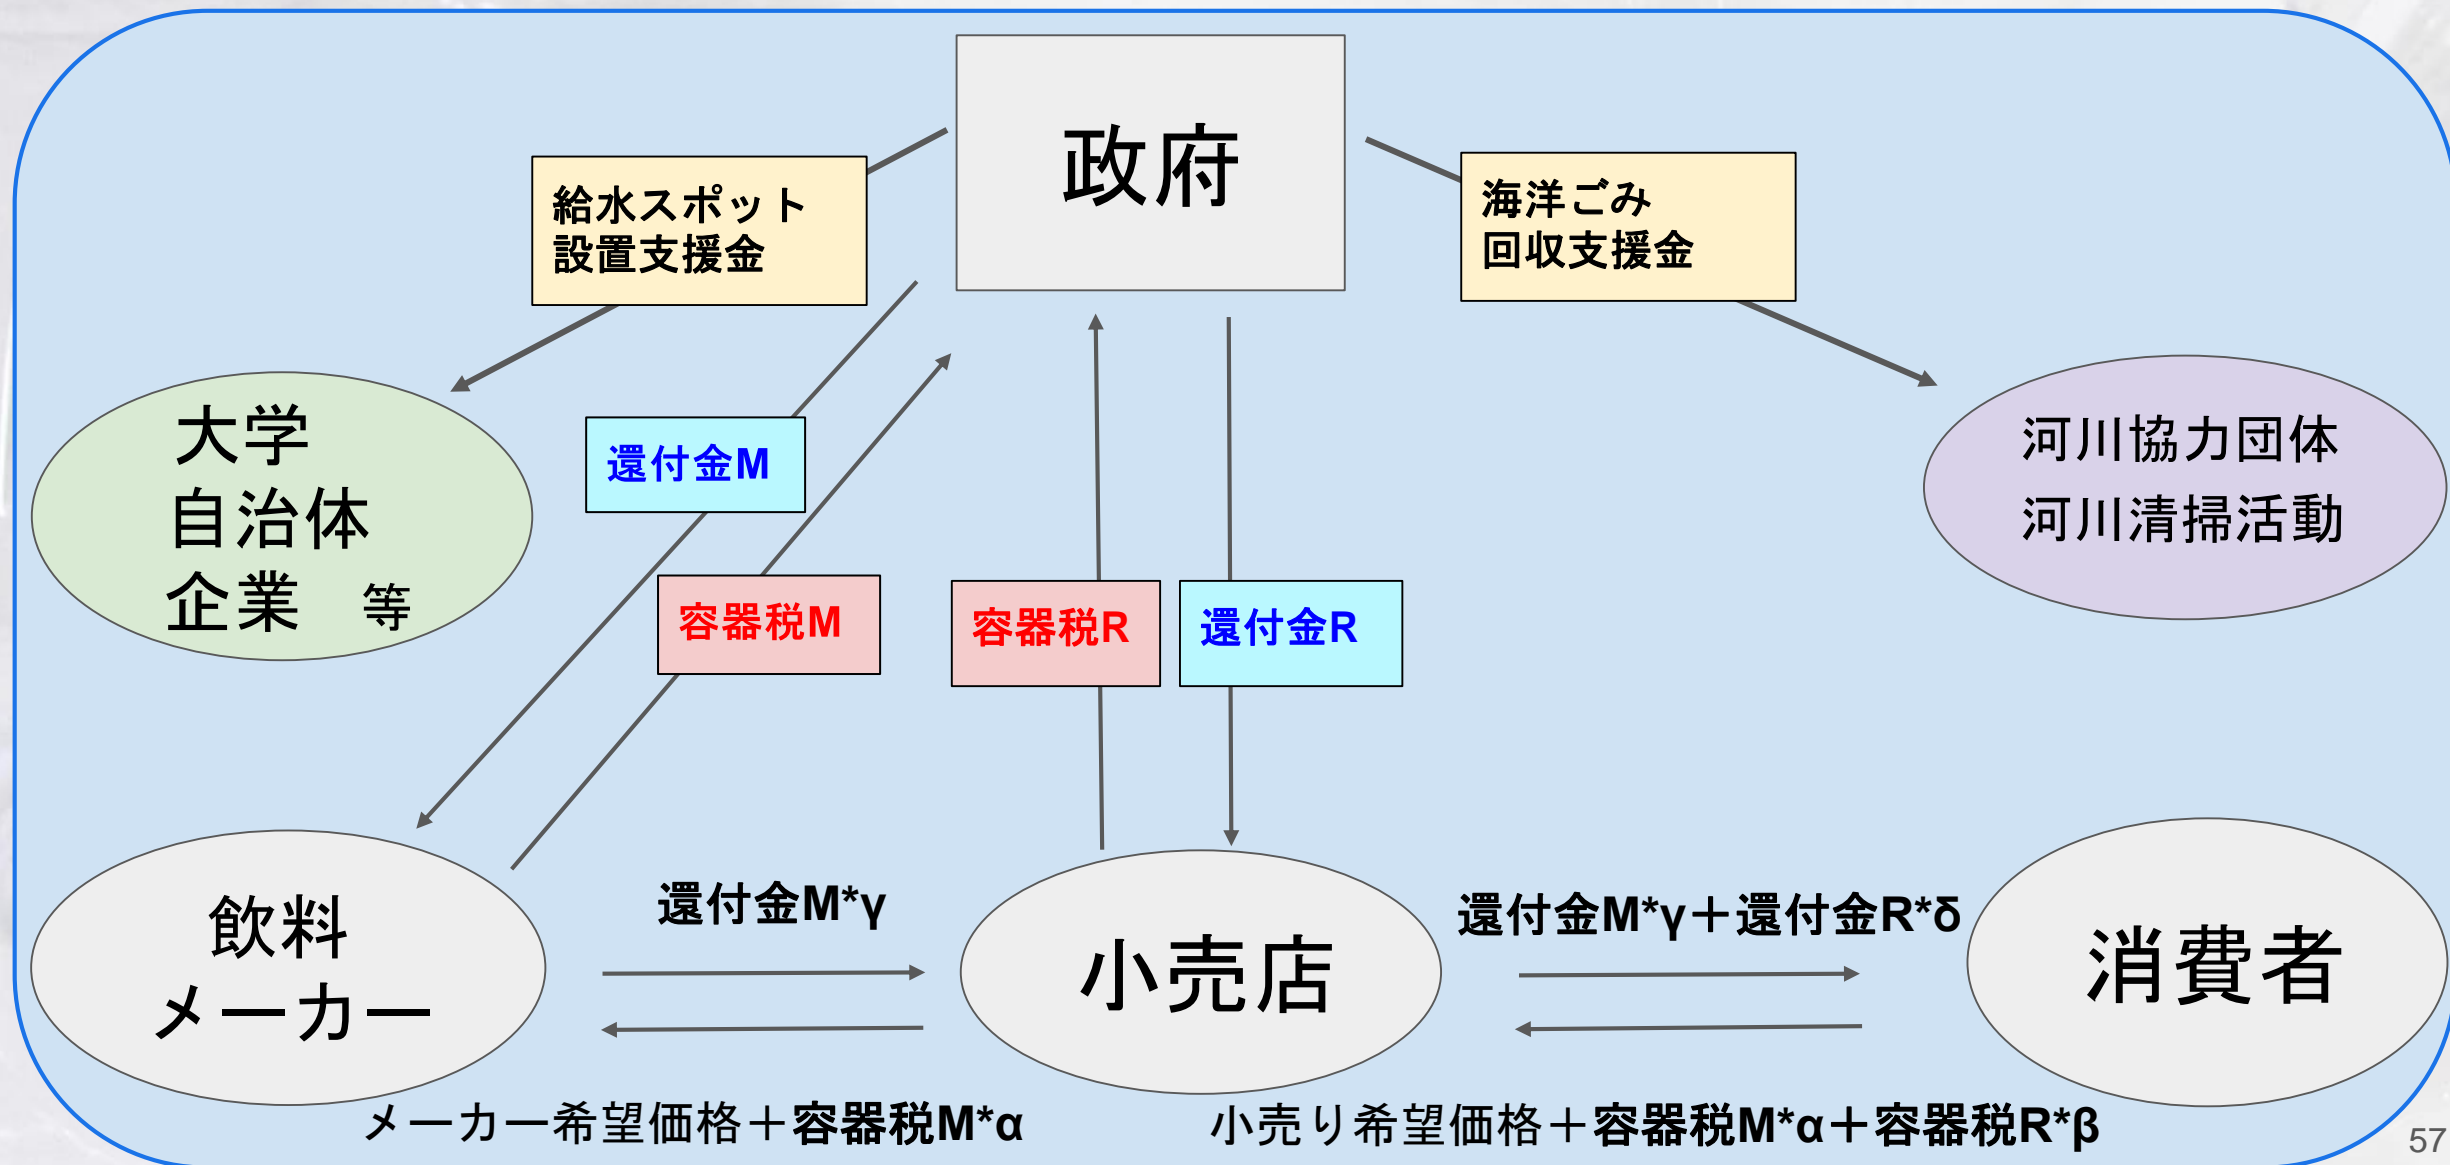 政府
給水スポット
設置支援金
海洋ごみ
回収支援金
大学
自治体
企業　等
還付金M
容器税M
容器税R
還付金R
河川協力団体
河川清掃活動
飲料
メーカー
還付金M*γ
小売店
還付金M*γ＋還付金R*δ
消費者
メーカー希望価格＋容器税M*α
小売り希望価格＋容器税M*α＋容器税R*β
57